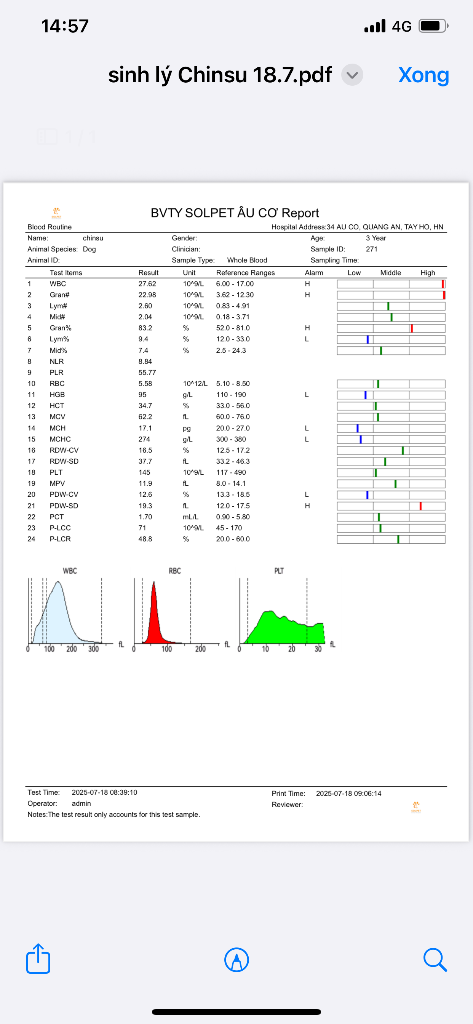 14:57
4G
sinh lý Chinsu 18.7.pdf
Xong
BVTY SOLPET ÂU CƠ Report
Blood Routine Hospital Address:34 AU CO, QUANG AN, TAY HO, HN
Name: chinsu Gender: Age: 3 Year
Animal Species: Dog Clinician: Sample ID: 271
Animal ID: Sample Type: Whole Blood Sampling Time:
Test Items Result Unit Reference Ranges Alarm Low Middle High
1 WBC 27.62 10^9/L 6.00 - 17.00 H
2 Gran# 22.98 10^9/L 3.62 - 12.30 H
3 Lym# 2.60 10^9/L 0.83 - 4.91
4 Mid# 2.04 10^9/L 0.18 - 3.71
5 Gran% 83.2 % 52.0 - 81.0 H
6 Lym% 9.4 % 12.0 - 33.0 L
7 Mid% 7.4 % 2.5 - 24.3
8 NLR 8.84
9 PLR 55.77
10 RBC 5.58 10^12/L 5.10 - 8.50
11 HGB 95 g/L 110 - 190 L
12 HCT 34.7 % 33.0 - 56.0
13 MCV 62.2 fL 60.0 - 76.0
14 MCH 17.1 pg 20.0 - 27.0 L
15 MCHC 274 g/L 300 - 380 L
16 RDW-CV 16.5 % 12.5 - 17.2
17 RDW-SD 37.7 fL 33.2 - 46.3
18 PLT 145 10^9/L 117 - 490
19 MPV 11.9 fL 8.0 - 14.1
20 PDW-CV 12.6 % 13.3 - 18.5 L
21 PDW-SD 19.3 fL 12.0 - 17.5 H
22 PCT 1.70 mL/L 0.90 - 5.80
23 P-LCC 71 10^9/L 45 - 170
24 P-LCR 48.8 % 20.0 - 60.0
WBC RBC PLT
0 100 200 300 fL 0 100 200 fL 0 10 20 30 fL
Test Time: 2025-07-18 08:39:10 Print Time: 2025-07-18 09:06:14
Operator: admin Reviewer:
Notes:The test result only accounts for this test sample.